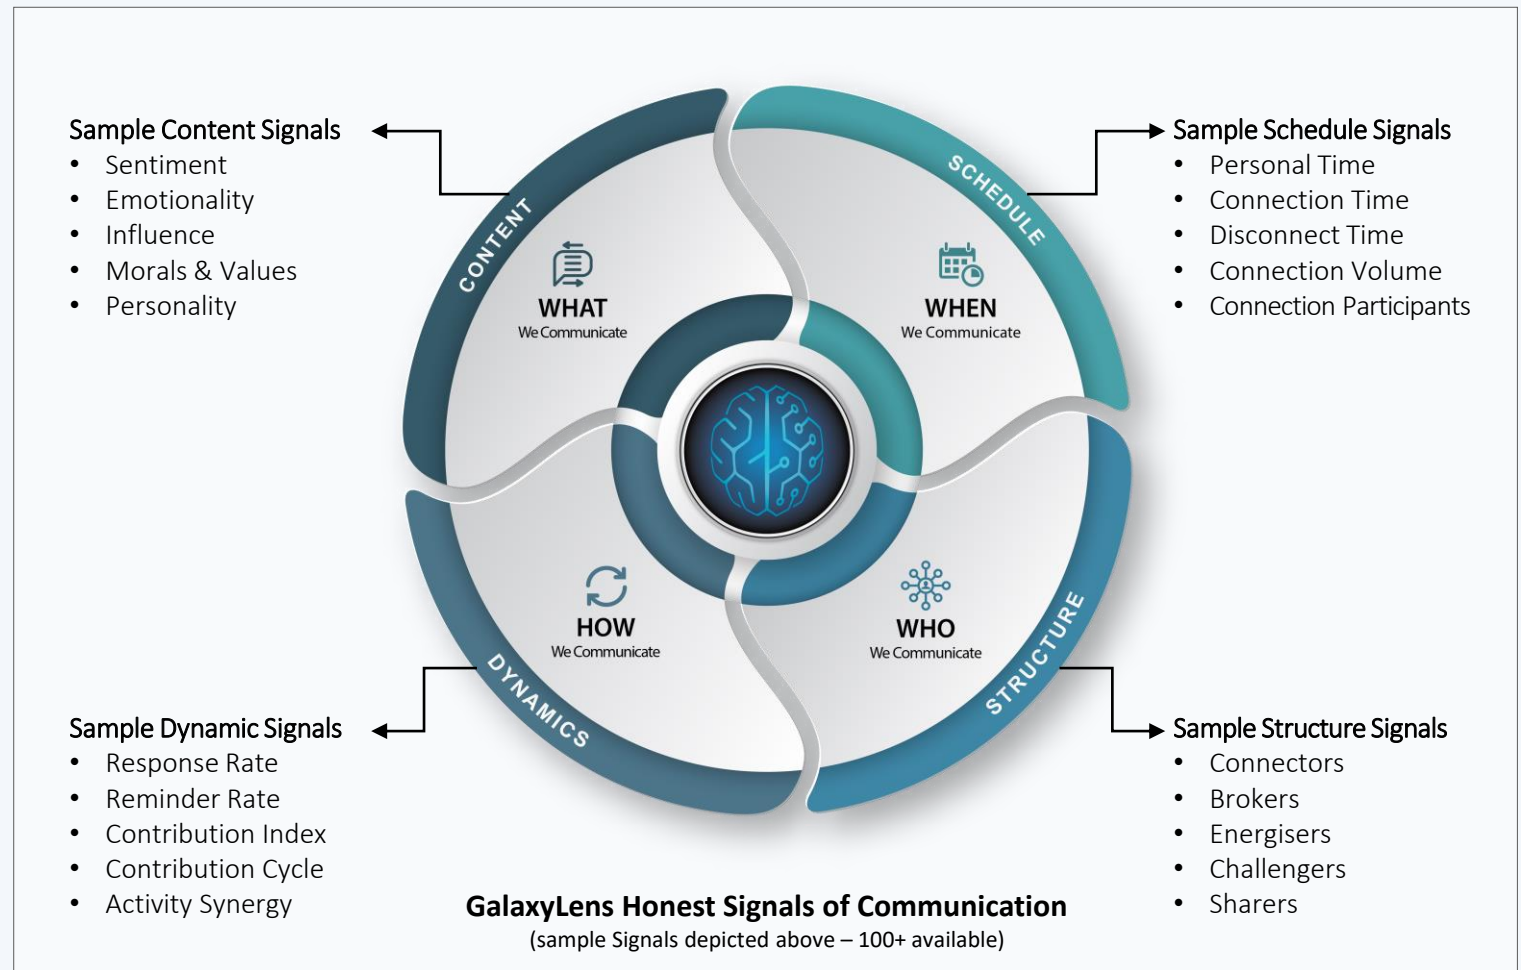 Sample Content Signals
• Sentiment
• Emotionality
• Influence
• Morals & Values
• Personality
Sample Schedule Signals
• Personal Time
• Connection Time
• Disconnect Time
• Connection Volume
• Connection Participants
CONTENT
SCHEDULE
WHAT
We Communicate
WHEN
We Communicate
HOW
We Communicate
WHO
We Communicate
DYNAMICS
STRUCTURE
Sample Dynamic Signals
• Response Rate
• Reminder Rate
• Contribution Index
• Contribution Cycle
• Activity Synergy
Sample Structure Signals
• Connectors
• Brokers
• Energisers
• Challengers
• Sharers
GalaxyLens Honest Signals of Communication
(sample Signals depicted above – 100+ available)